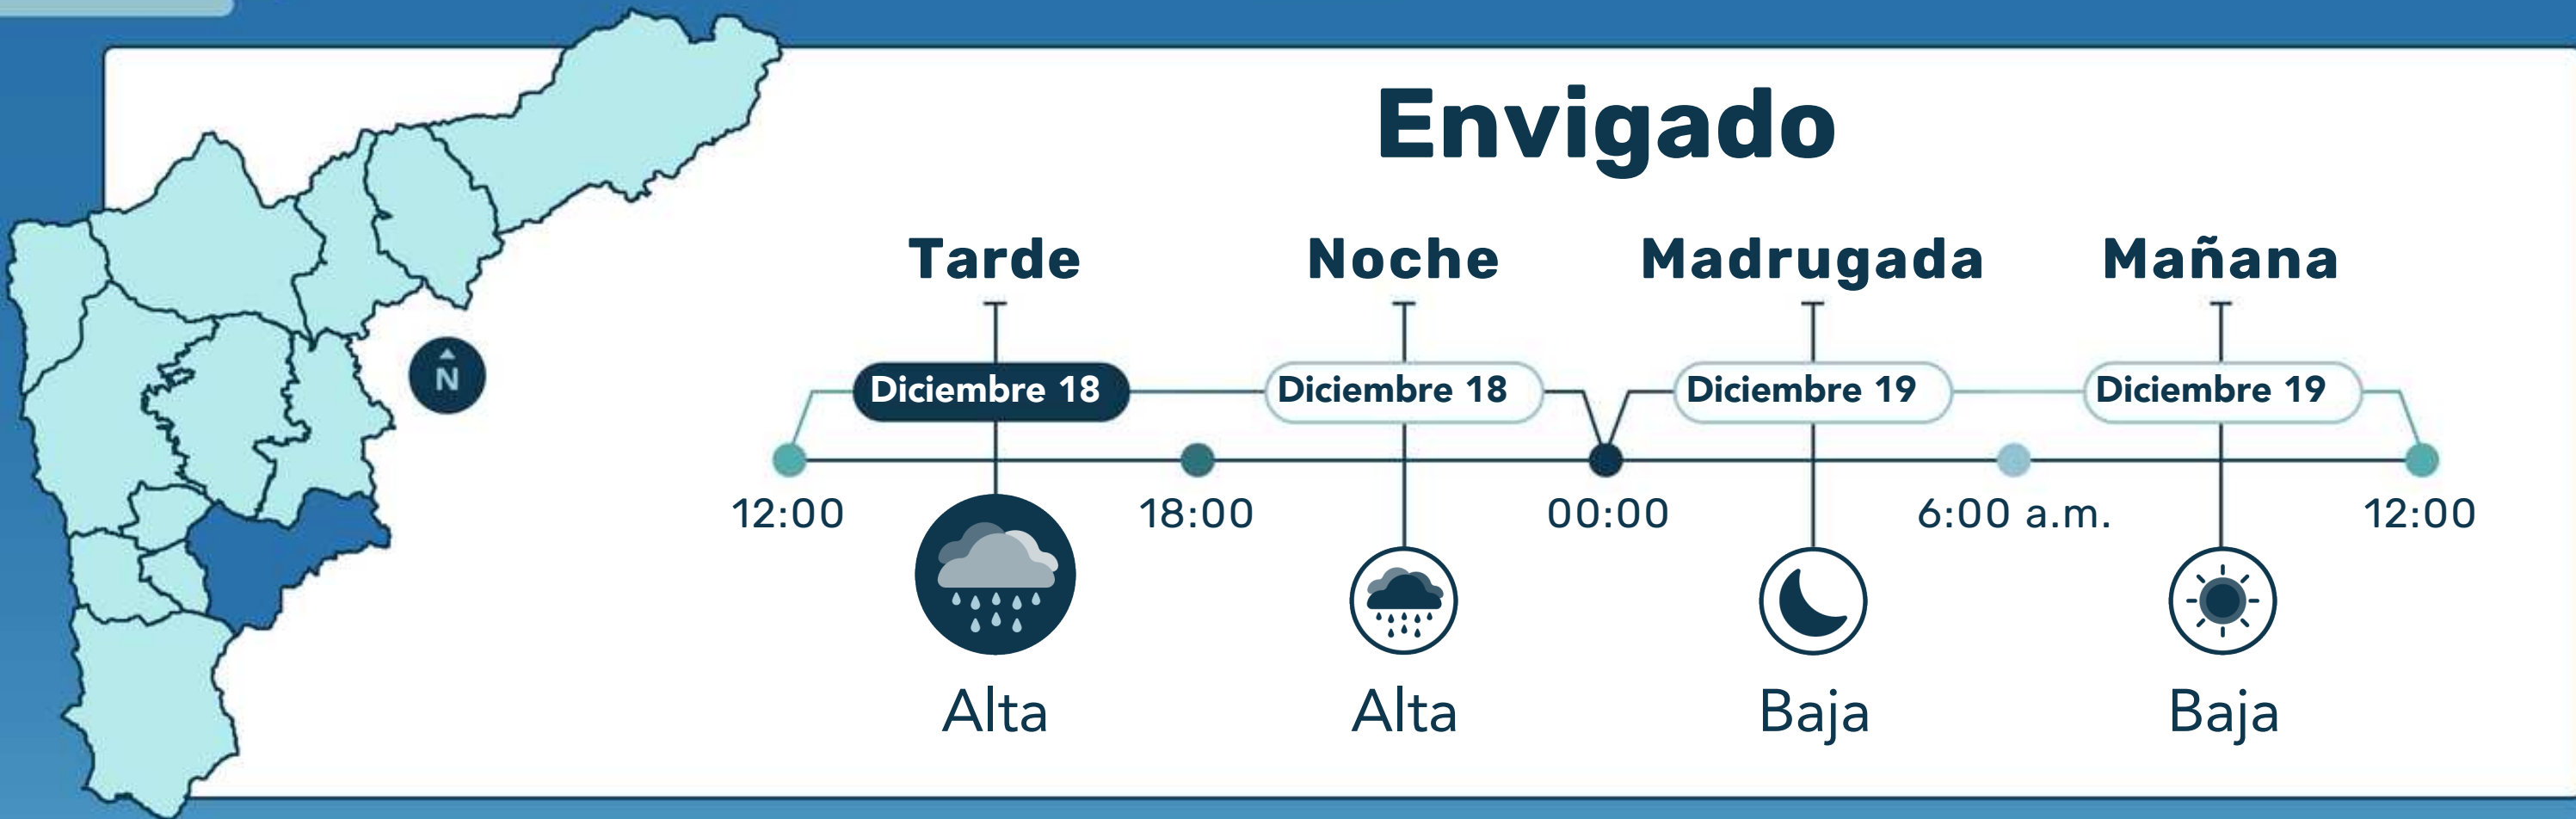 Envigado
Tarde Noche Madrugada Mañana
N
Diciembre 18 Diciembre 18 Diciembre 19 Diciembre 19
12:00 18:00 00:00 6:00 a.m. 12:00
Alta Alta Baja Baja